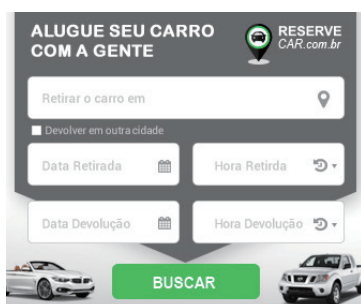 ALUGUE SEU CARRO
COM A GENTE
RESERVE
CAR.com.br
Retirar o carro em
Devolver em outra cidade
Data Retirada
Hora Retirda
Data Devolução
Hora Devolução
BUSCAR